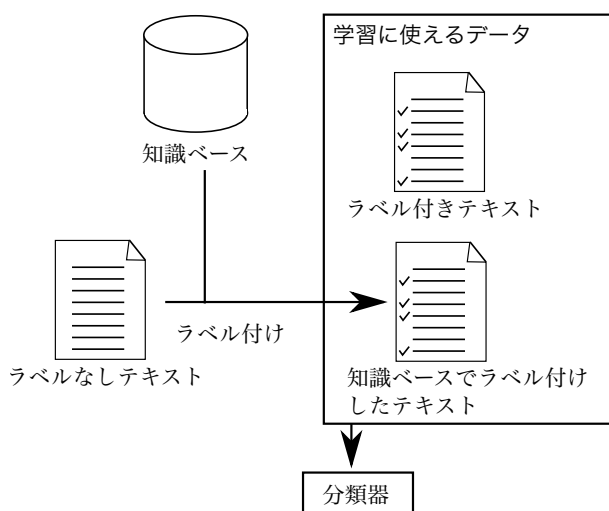 学習に使えるデータ
知識ベース
ラベル付きテキスト
ラベル付け
ラベルなしテキスト
知識ベースでラベル付け
したテキスト
分類器